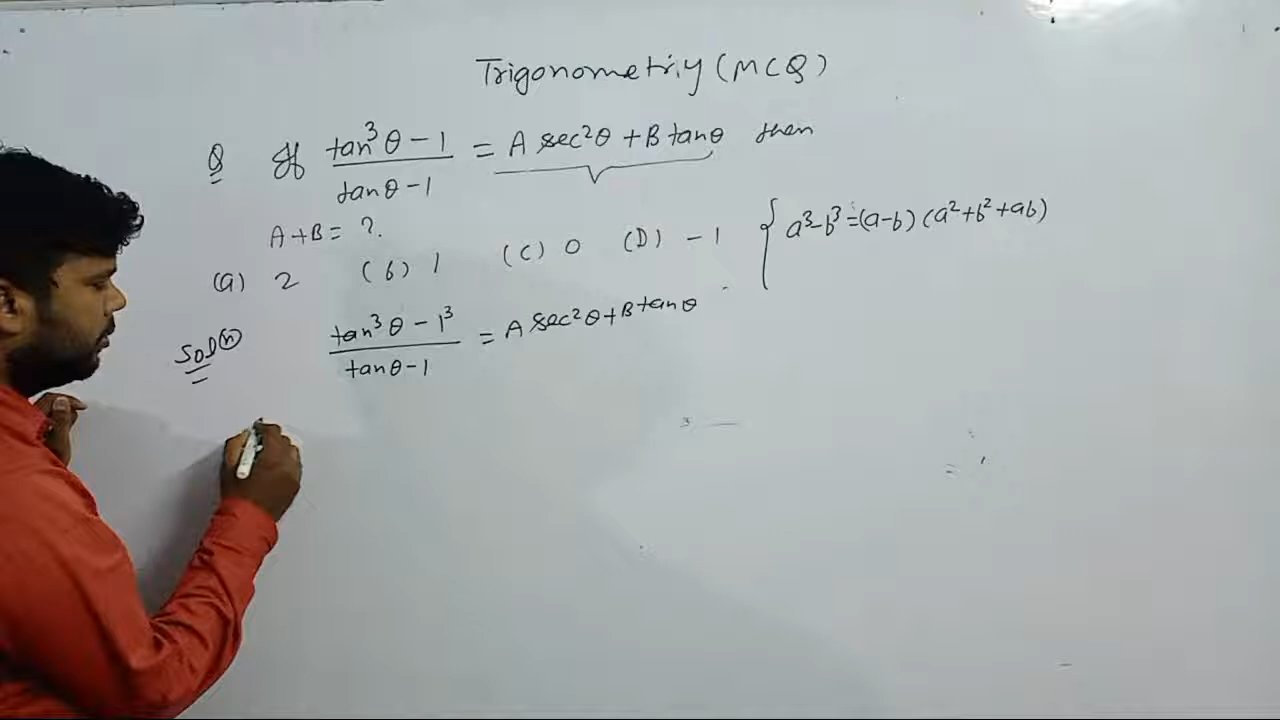 Trigonometriy (MCQ)
Q If tan³θ - 1 / tanθ - 1 = A sec²θ + B tanθ then
A+B = ?.
(a) 2 (b) 1 (C) 0 (D) - 1
{ a³-b³=(a-b) (a²+b²+ab)
Solⓝ tan³θ - 1³ / tanθ - 1 = A sec²θ + B tanθ